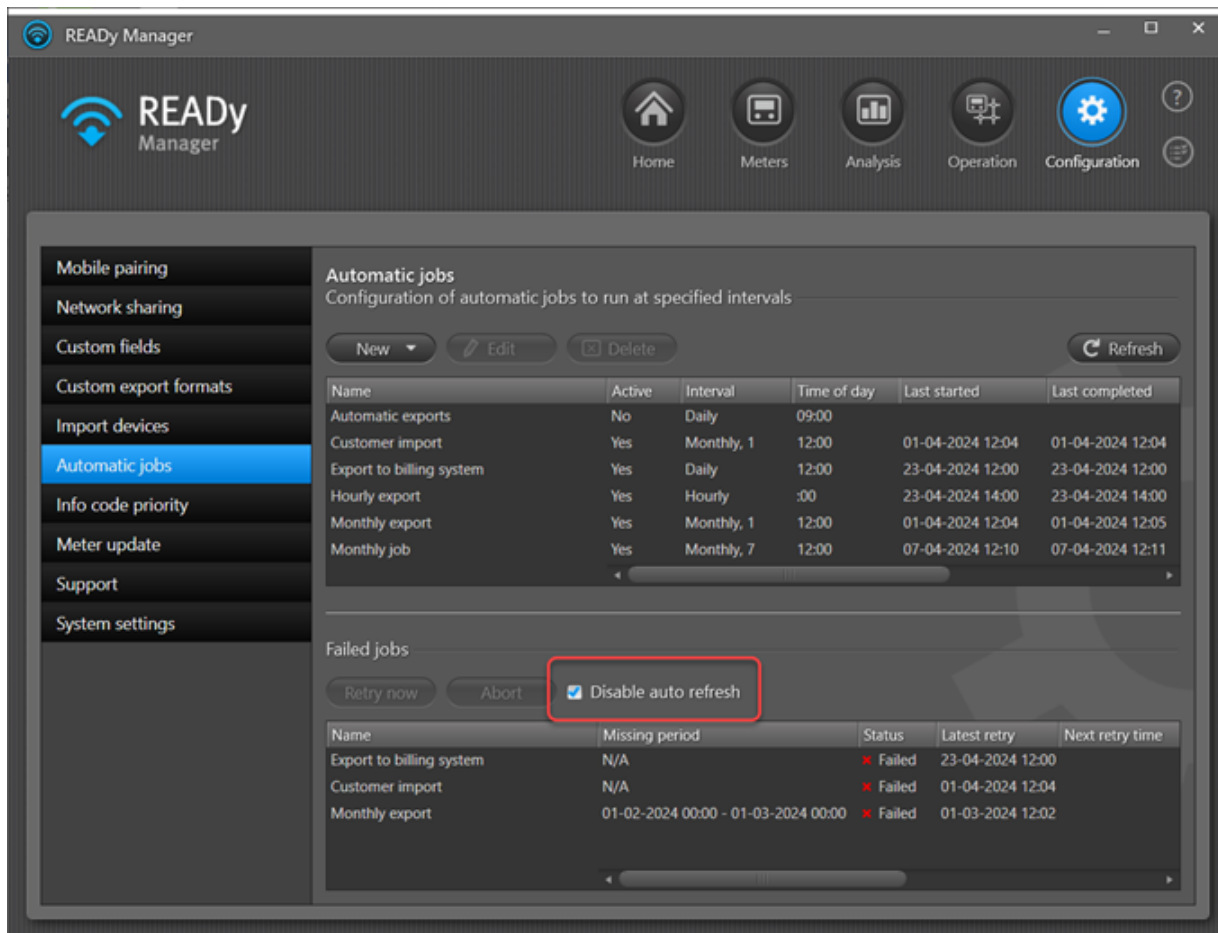 READy Manager
READy
Manager
Home Meters Analysis Operation Configuration
Mobile pairing
Network sharing
Custom fields
Custom export formats
Import devices
Automatic jobs
Info code priority
Meter update
Support
System settings
Automatic jobs
Configuration of automatic jobs to run at specified intervals
New Edit Delete Refresh
Name Active Interval Time of day Last started Last completed
Automatic exports No Daily 09:00
Customer import Yes Monthly, 1 12:00 01-04-2024 12:04 01-04-2024 12:04
Export to billing system Yes Daily 12:00 23-04-2024 12:00 23-04-2024 12:00
Hourly export Yes Hourly :00 23-04-2024 14:00 23-04-2024 14:00
Monthly export Yes Monthly, 1 12:00 01-04-2024 12:04 01-04-2024 12:05
Monthly job Yes Monthly, 7 12:00 07-04-2024 12:10 07-04-2024 12:11
Failed jobs
Retry now Abort Disable auto refresh
Name Missing period Status Latest retry Next retry time
Export to billing system N/A Failed 23-04-2024 12:00
Customer import N/A Failed 01-04-2024 12:04
Monthly export 01-02-2024 00:00 - 01-03-2024 00:00 Failed 01-03-2024 12:02